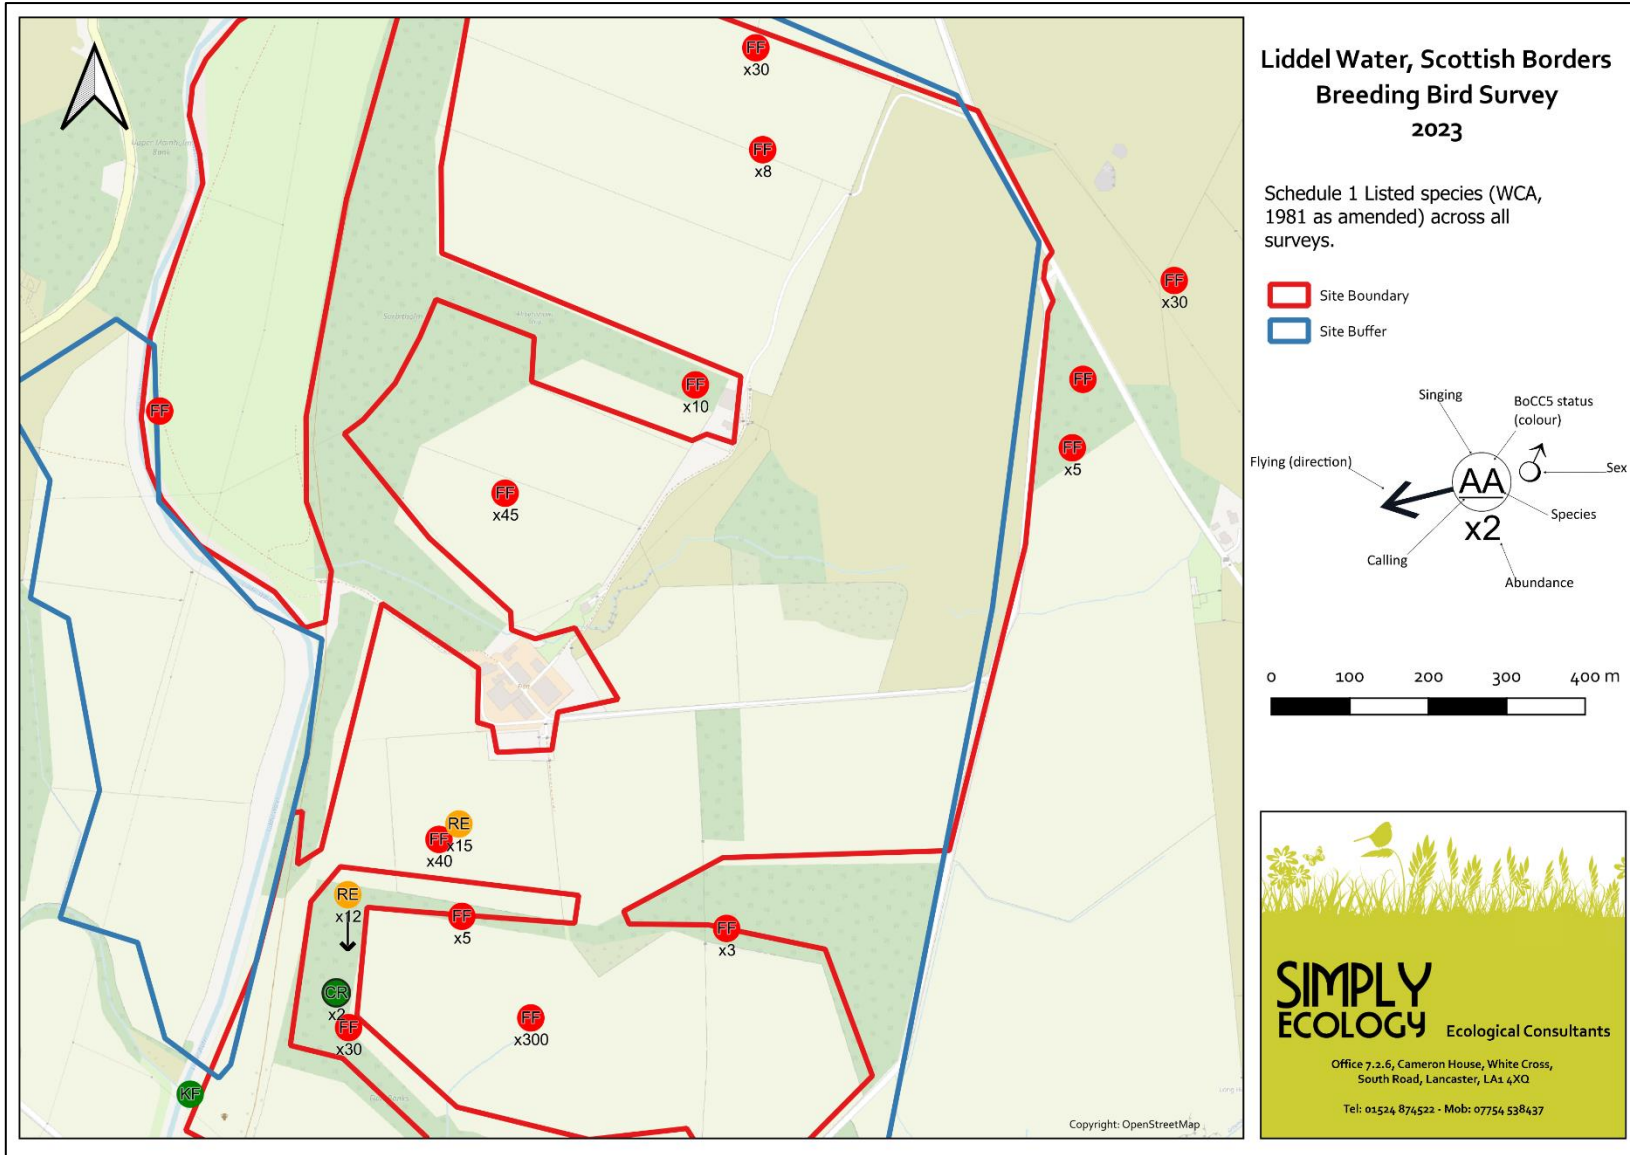 Liddel Water, Scottish Borders
Breeding Bird Survey
2023
Schedule 1 Listed species (WCA,
1981 as amended) across all
surveys.
Site Boundary
Site Buffer
Singing
BoCC5 status
(colour)
Flying (direction)
Sex
AA
Species
x2
Calling
Abundance
0 100 200 300 400 m
SIMPLY
ECOLOGY
Ecological Consultants
Office 7.2.6, Cameron House, White Cross,
South Road, Lancaster, LA1 4XQ
Tel: 01524 874522 - Mob: 07754 538437
FF
x30
FF
x8
FF
x30
FF
FF
x10
FF
FF
x5
FF
x45
RE
x15
FF
x40
RE
x12
FF
x5
FF
x3
CR
x2
FF
x30
FF
x300
KF
Copyright: OpenStreetMap